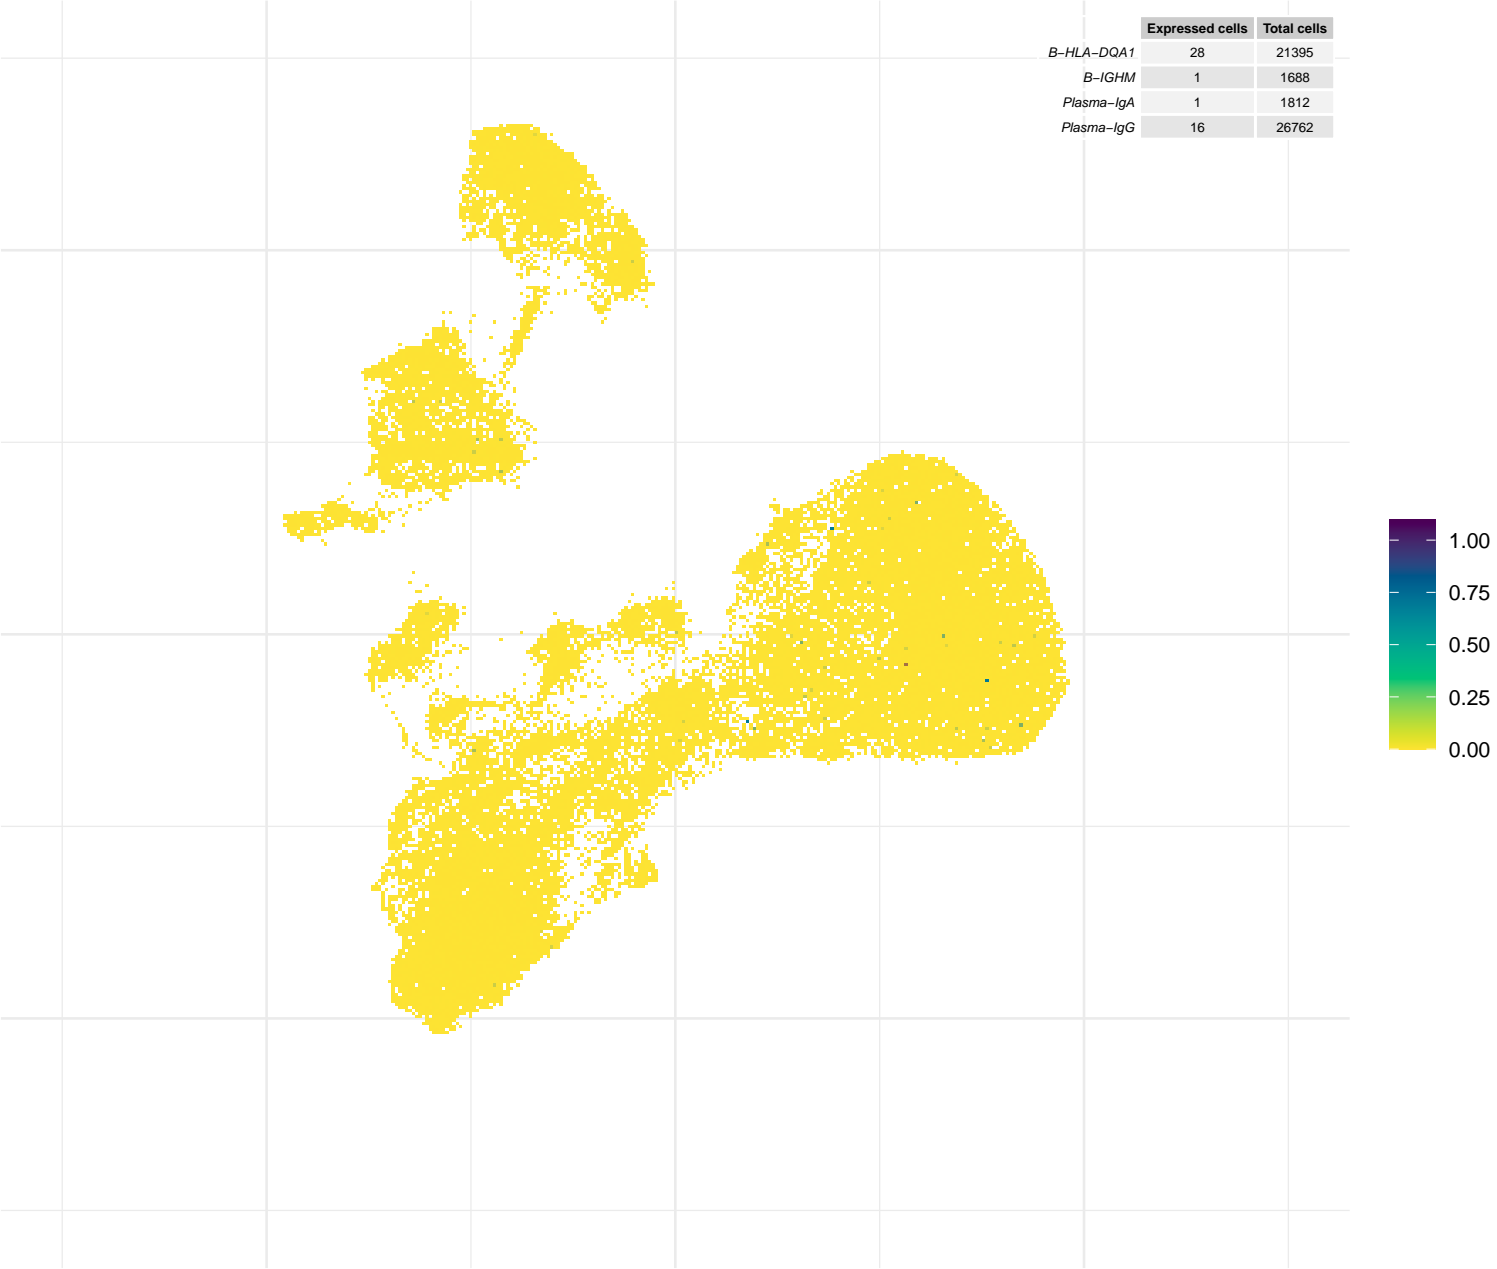 Expressed cells Total cells
B−HLA−DQA1 28 21395
B−IGHM 1 1688
Plasma−IgA 1 1812
Plasma−IgG 16 26762
1.00
0.75
0.50
0.25
0.00